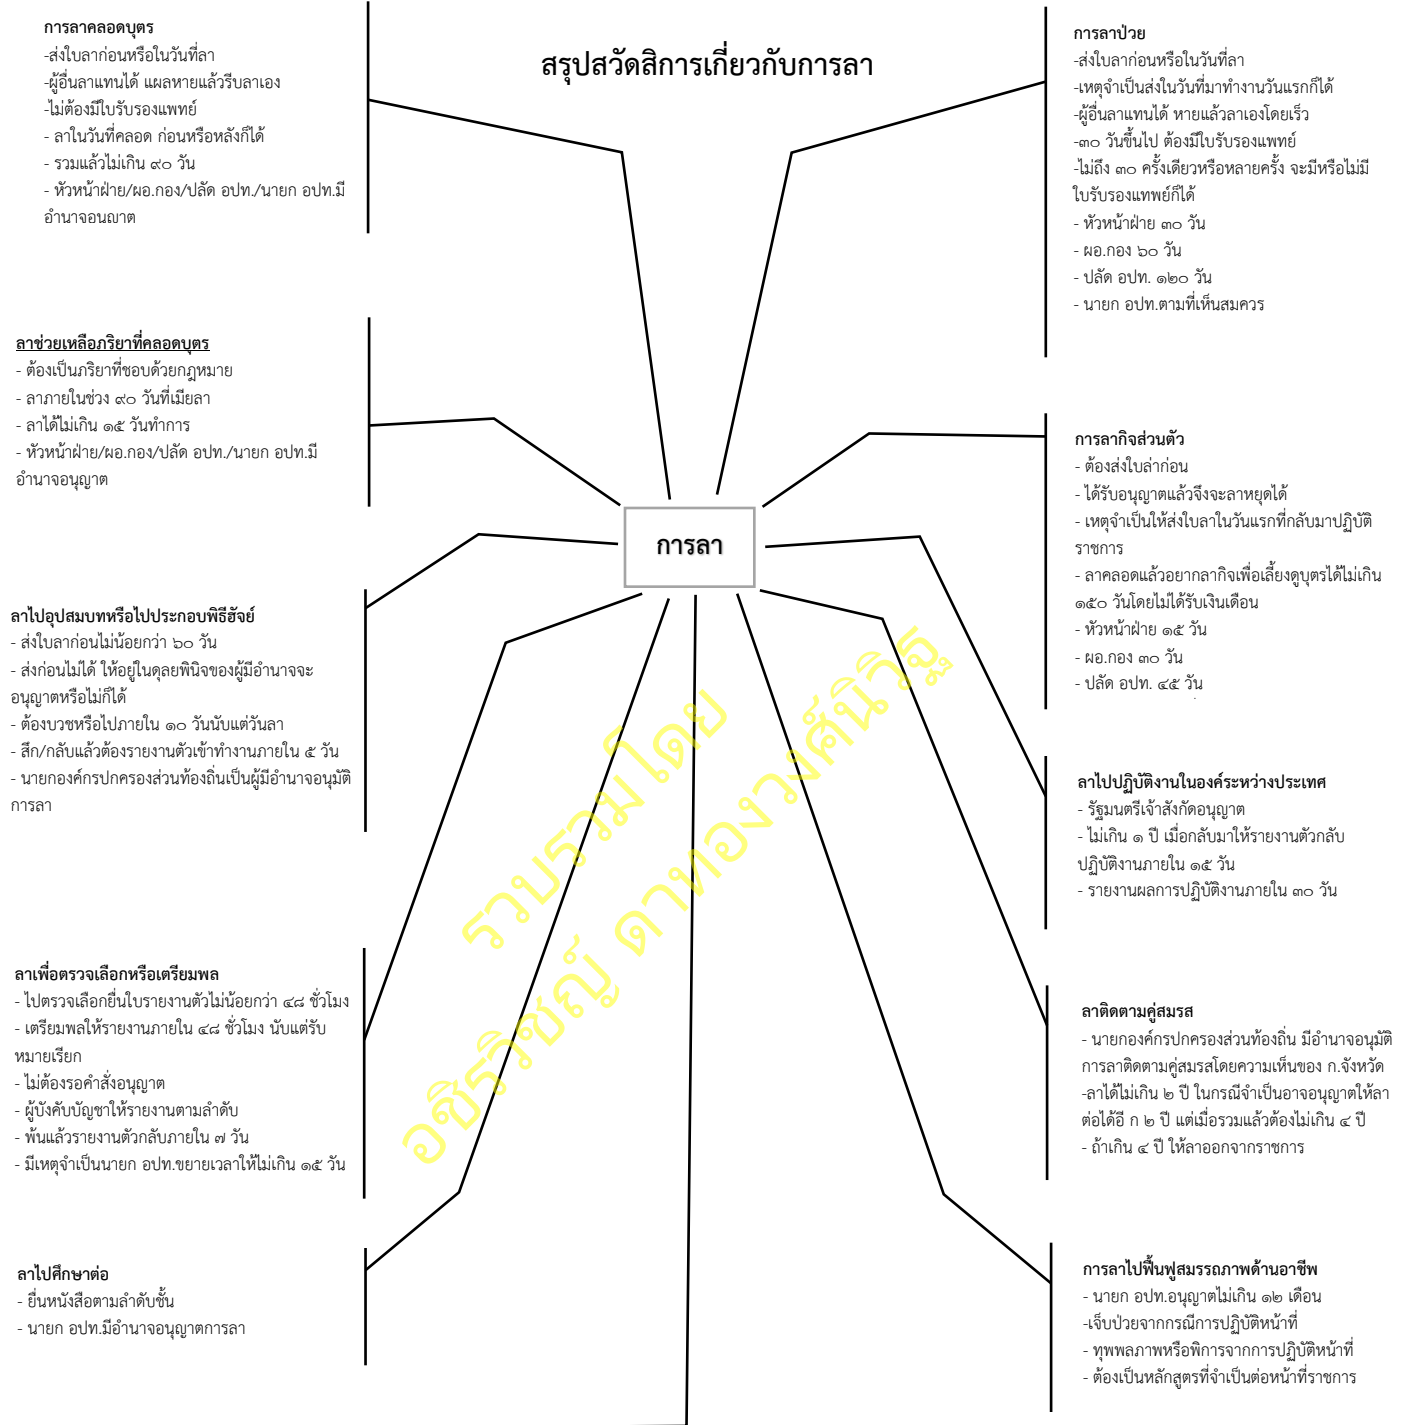 สรุปสวัดสิการเกี่ยวกับการลา
การลาคลอดบุตร
-ส่งใบลาก่อนหรือในวันที่ลา
-ผู้อื่นลาแทนได้ แผลหายแล้วรีบลาเอง
-ไม่ต้องมีใบรับรองแพทย์
- ลาในวันที่คลอด ก่อนหรือหลังก็ได้
- รวมแล้วไม่เกิน ๙๐ วัน
- หัวหน้าฝ่าย/ผอ.กอง/ปลัด อปท./นายก อปท.มี
อำนาจอนญาต
ลาช่วยเหลือภริยาที่คลอดบุตร
- ต้องเป็นภริยาที่ชอบด้วยกฎหมาย
- ลาภายในช่วง ๙๐ วันที่เมียลา
- ลาได้ไม่เกิน ๑๕ วันทำการ
- หัวหน้าฝ่าย/ผอ.กอง/ปลัด อปท./นายก อปท.มี
อำนาจอนุญาต
ลาไปอุปสมบทหรือไปประกอบพิธีฮัจย์
- ส่งใบลาก่อนไม่น้อยกว่า ๖๐ วัน
- ส่งก่อนไม่ได้ ให้อยู่ในดุลยพินิจของผู้มีอำนาจจะ
อนุญาตหรือไม่ก็ได้
- ต้องบวชหรือไปภายใน ๑๐ วันนับแต่วันลา
- สึก/กลับแล้วต้องรายงานตัวเข้าทำงานภายใน ๕ วัน
- นายกองค์กรปกครองส่วนท้องถิ่นเป็นผู้มีอำนาจอนุมัติ
การลา
ลาเพื่อตรวจเลือกหรือเตรียมพล
- ไปตรวจเลือกยื่นใบรายงานตัวไม่น้อยกว่า ๔๘ ชั่วโมง
- เตรียมพลให้รายงานภายใน ๔๘ ชั่วโมง นับแต่รับ
หมายเรียก
- ไม่ต้องรอคำสั่งอนุญาต
- ผู้บังคับบัญชาให้รายงานตามลำดับ
- พ้นแล้วรายงานตัวกลับภายใน ๗ วัน
- มีเหตุจำเป็นนายก อปท.ขยายเวลาให้ไม่เกิน ๑๕ วัน
ลาไปศึกษาต่อ
- ยื่นหนังสือตามลำดับชั้น
- นายก อปท.มีอำนาจอนุญาตการลา
การลา
รวบรวมโดย
อชิรวิชญ์ ดาทองวงศ์นิวิฐ
การลาป่วย
-ส่งใบลาก่อนหรือในวันที่ลา
-เหตุจำเป็นส่งในวันที่มาทำงานวันแรกก็ได้
-ผู้อื่นลาแทนได้ หายแล้วลาเองโดยเร็ว
-๓๐ วันขึ้นไป ต้องมีใบรับรองแพทย์
-ไม่ถึง ๓๐ ครั้งเดียวหรือหลายครั้ง จะมีหรือไม่มี
ใบรับรองแทพย์ก็ได้
- หัวหน้าฝ่าย ๓๐ วัน
- ผอ.กอง ๖๐ วัน
- ปลัด อปท. ๑๒๐ วัน
- นายก อปท.ตามที่เห็นสมควร
การลากิจส่วนตัว
- ต้องส่งใบล่าก่อน
- ได้รับอนุญาตแล้วจึงจะลาหยุดได้
- เหตุจำเป็นให้ส่งใบลาในวันแรกที่กลับมาปฏิบัติ
ราชการ
- ลาคลอดแล้วอยากลากิจเพื่อเลี้ยงดูบุตรได้ไม่เกิน
๑๕๐ วันโดยไม่ได้รับเงินเดือน
- หัวหน้าฝ่าย ๑๕ วัน
- ผอ.กอง ๓๐ วัน
- ปลัด อปท. ๔๕ วัน
ลาไปปฏิบัติงานในองค์ระหว่างประเทศ
- รัฐมนตรีเจ้าสังกัดอนุญาต
- ไม่เกิน ๑ ปี เมื่อกลับมาให้รายงานตัวกลับ
ปฏิบัติงานภายใน ๑๕ วัน
- รายงานผลการปฏิบัติงานภายใน ๓๐ วัน
ลาติดตามคู่สมรส
- นายกองค์กรปกครองส่วนท้องถิ่น มีอำนาจอนุมัติ
การลาติดตามคู่สมรสโดยความเห็นของ ก.จังหวัด
-ลาได้ไม่เกิน ๒ ปี ในกรณีจำเป็นอาจอนุญาตให้ลา
ต่อได้อี ก ๒ ปี แต่เมื่อรวมแล้วต้องไม่เกิน ๔ ปี
- ถ้าเกิน ๔ ปี ให้ลาออกจากราชการ
การลาไปฟื้นฟูสมรรถภาพด้านอาชีพ
- นายก อปท.อนุญาตไม่เกิน ๑๒ เดือน
-เจ็บป่วยจากกรณีการปฏิบัติหน้าที่
- ทุพพลภาพหรือพิการจากการปฏิบัติหน้าที่
- ต้องเป็นหลักสูตรที่จำเป็นต่อหน้าที่ราชการ